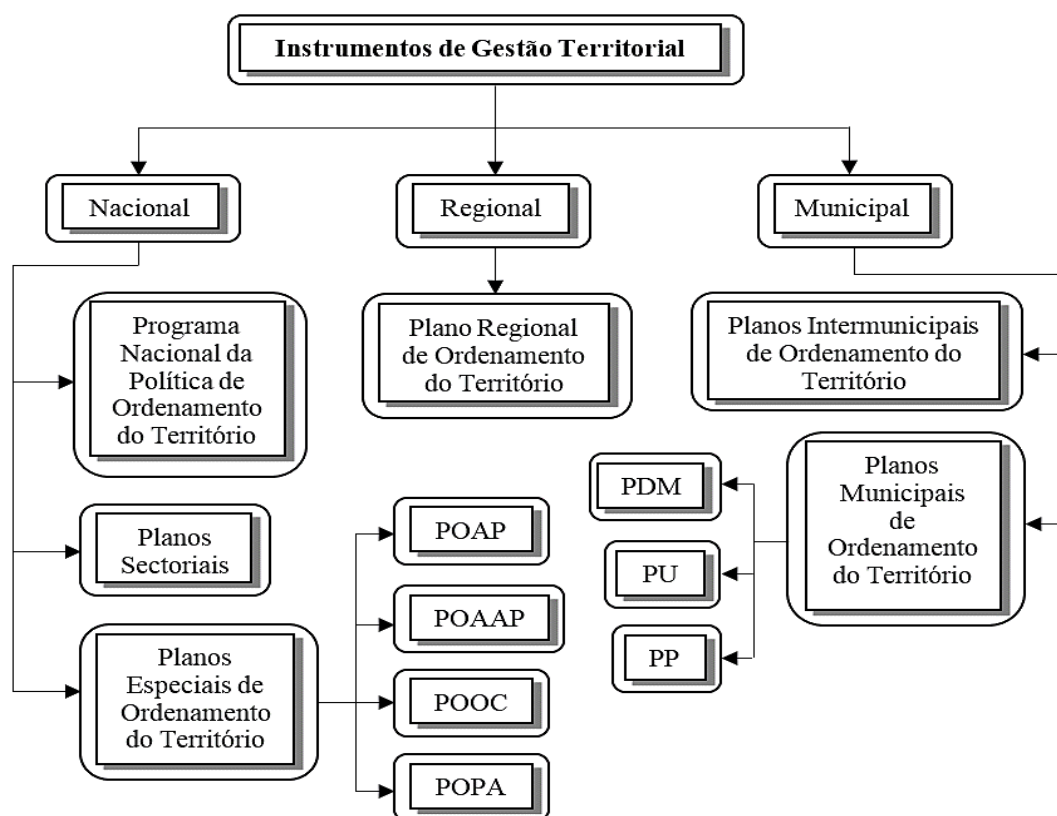 Instrumentos de Gestão Territorial
Nacional
Regional
Municipal
Programa
Nacional da
Política de
Ordenamento
do Território
Plano Regional
de Ordenamento
do Território
Planos Intermunicipais
de Ordenamento do
Território
Planos
Sectoriais
Planos
Especiais de
Ordenamento
do Território
POAP
POAAP
POOC
POPA
PDM
PU
PP
Planos
Municipais
de
Ordenamento
do Território